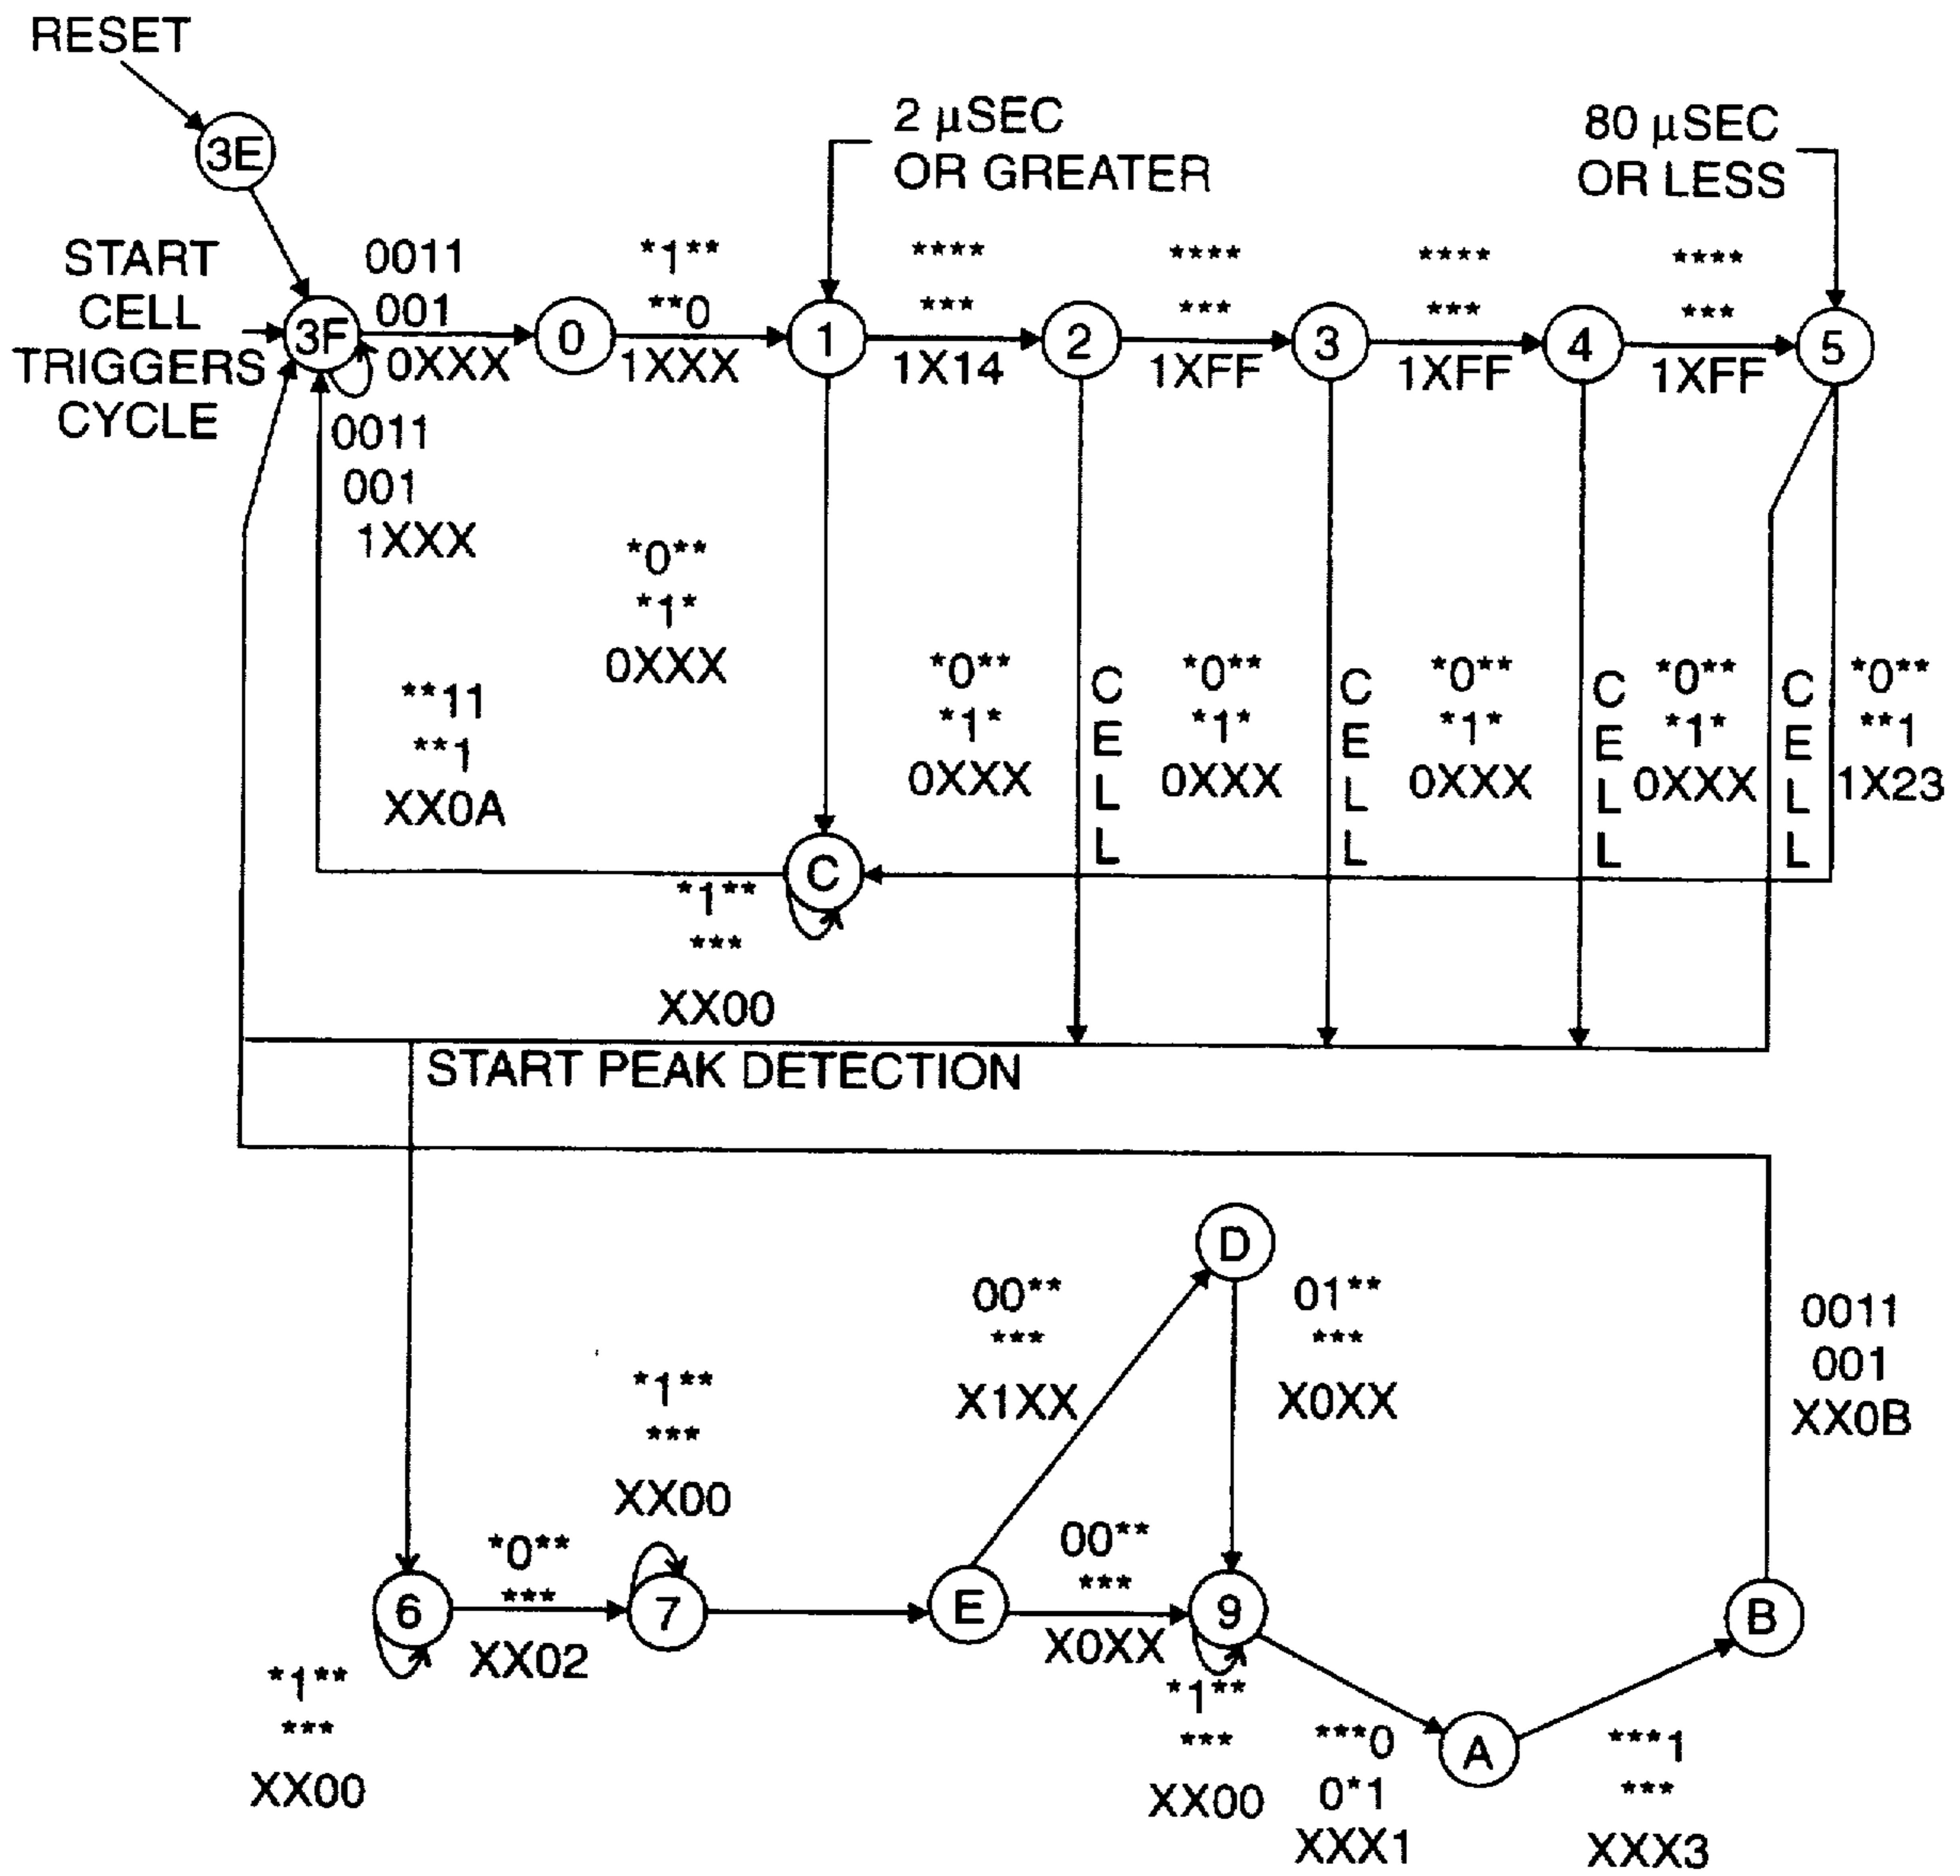 RESET
3E
2 µSEC
OR GREATER
80 µSEC
OR LESS
START
CELL
TRIGGERS
CYCLE
3F
0011
001
0XXX
0
*1**
**0
1XXX
1
****
***
1X14
2
****
***
1XFF
3
****
***
1XFF
4
****
***
1XFF
5
0011
001
1XXX
*0**
*1*
0XXX
**11
**1
XX0A
*0**
*1*
0XXX
CELL
*0**
*1*
0XXX
CELL
*0**
*1*
0XXX
CELL
*0**
*1*
0XXX
CELL
*0**
**1
1X23
C
*1**
***
XX00
START PEAK DETECTION
D
00**
***
X1XX
01**
***
X0XX
0011
001
XX0B
*1**
***
XX00
6
*0**
***
XX02
7
E
00**
***
X0XX
9
B
*1**
***
XX00
*1**
***
XX00
***0
0*1
XXX1
A
***1
***
XXX3